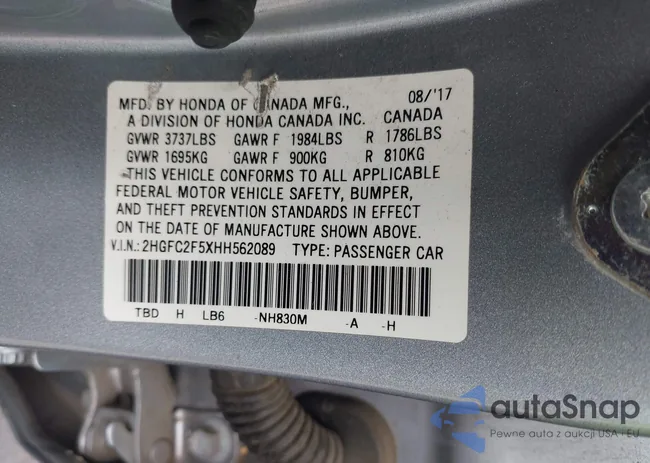 MFD. BY HONDA OF CANADA MFG., 08/'17
A DIVISION OF HONDA CANADA INC. CANADA
GVWR 3737LBS GAWR F 1984LBS R 1786LBS
GVWR 1695KG GAWR F 900KG R 810KG
THIS VEHICLE CONFORMS TO ALL APPLICABLE
FEDERAL MOTOR VEHICLE SAFETY, BUMPER,
AND THEFT PREVENTION STANDARDS IN EFFECT
ON THE DATE OF MANUFACTURE SHOWN ABOVE.
V.I.N.: 2HGFC2F5XHH562089 TYPE: PASSENGER CAR
TBD H LB6 -NH830M -A -H
autaSnap
Pewne auta z aukcji USA - EU